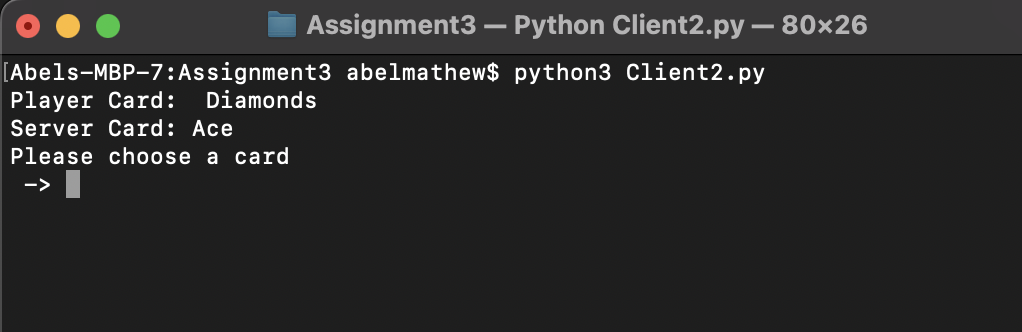 Assignment3 — Python Client2.py — 80×26
[Abels-MBP-7:Assignment3 abelmathew$ python3 Client2.py
Player Card:  Diamonds
Server Card: Ace
Please choose a card
 ->